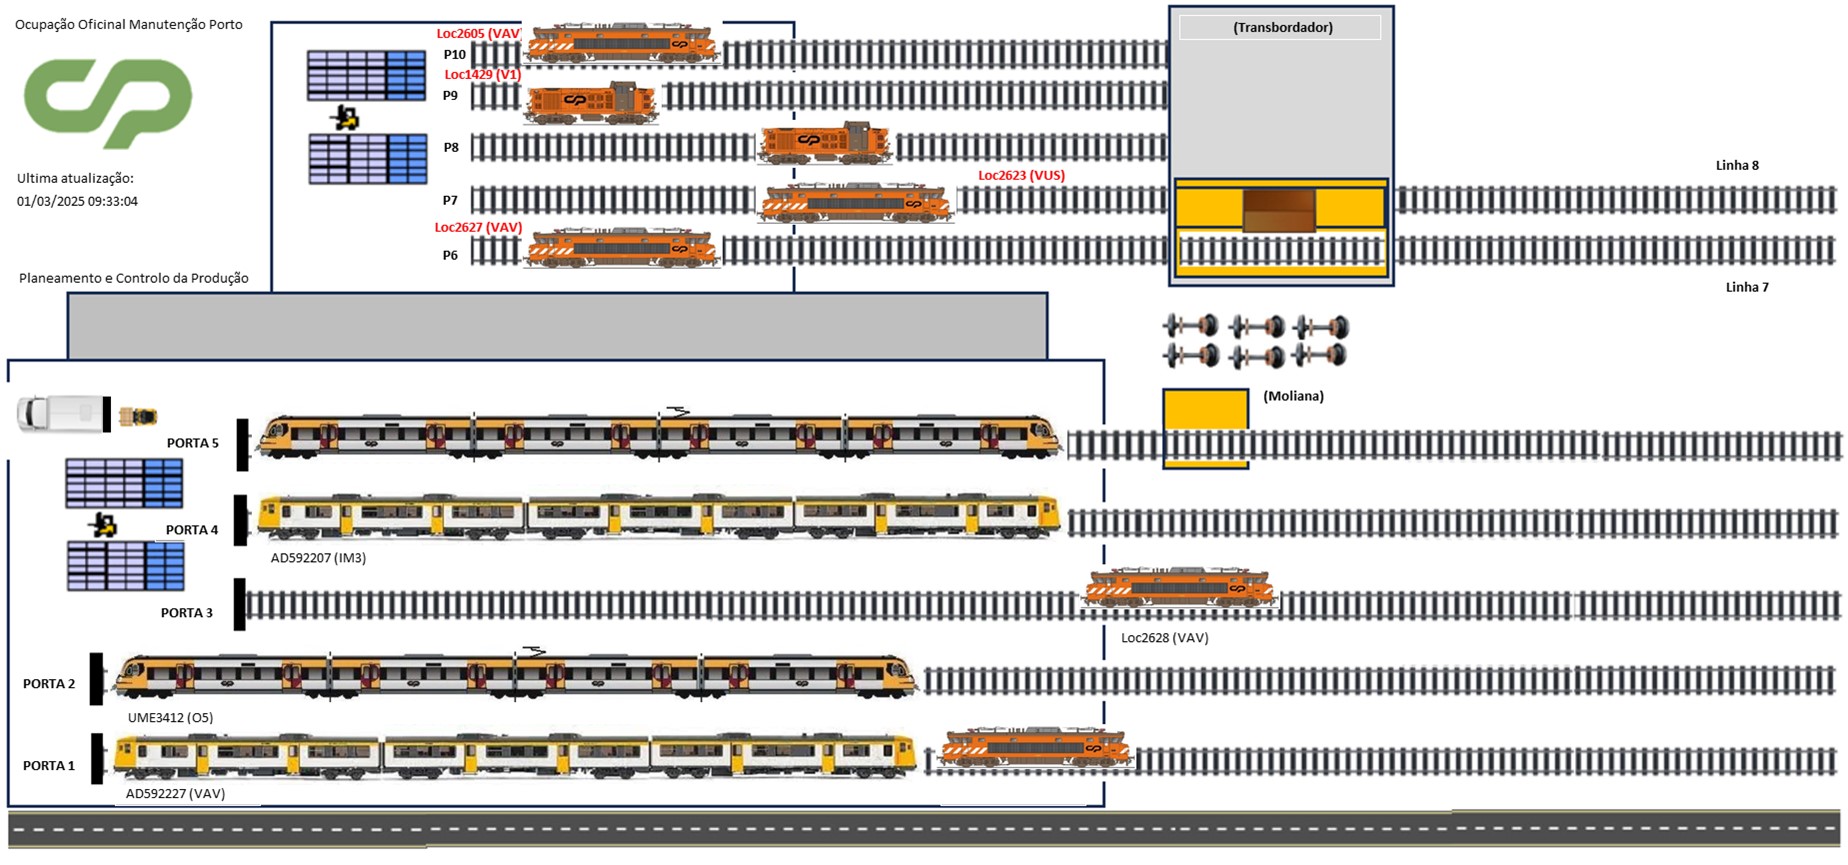 Ocupação Oficinal Manutenção Porto
Loc2605 (VAV)
P10
(Transbordador)
Loc1429 (V1)
P9
P8
Ultima atualização:
01/03/2025 09:33:04
Linha 8
Loc2623 (VUS)
P7
Loc2627 (VAV)
P6
Planeamento e Controlo da Produção
Linha 7
(Moliana)
PORTA 5
PORTA 4
AD592207 (IM3)
PORTA 3
Loc2628 (VAV)
PORTA 2
UME3412 (O5)
PORTA 1
AD592227 (VAV)